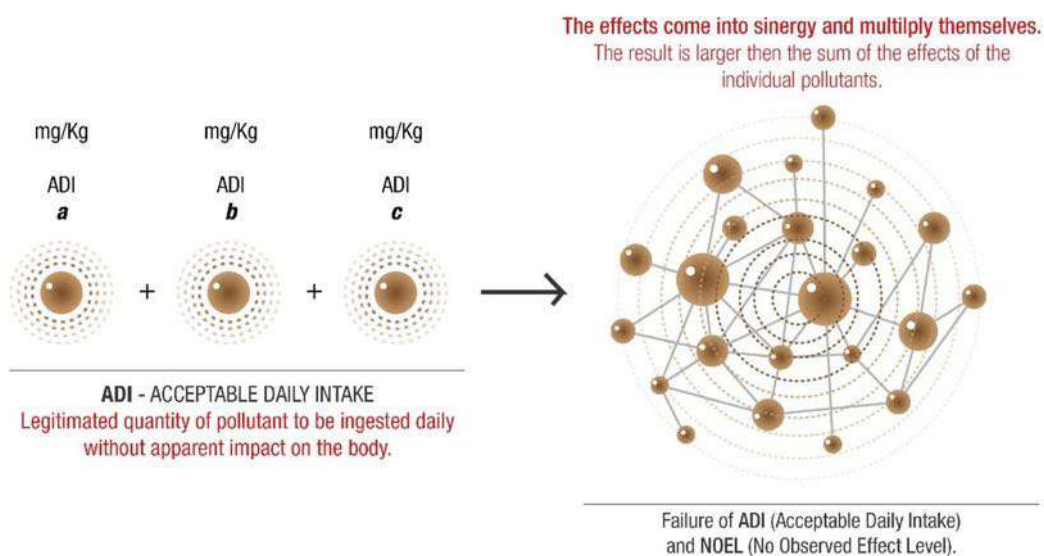 The effects come into sinergy and multilply themselves.
The result is larger then the sum of the effects of the
individual pollutants.
mg/Kg
mg/Kg
mg/Kg
ADI
ADI
ADI
a
b
c
+
+
ADI - ACCEPTABLE DAILY INTAKE
Legitimated quantity of pollutant to be ingested daily
without apparent impact on the body.
Failure of ADI (Acceptable Daily Intake)
and NOEL (No Observed Effect Level).